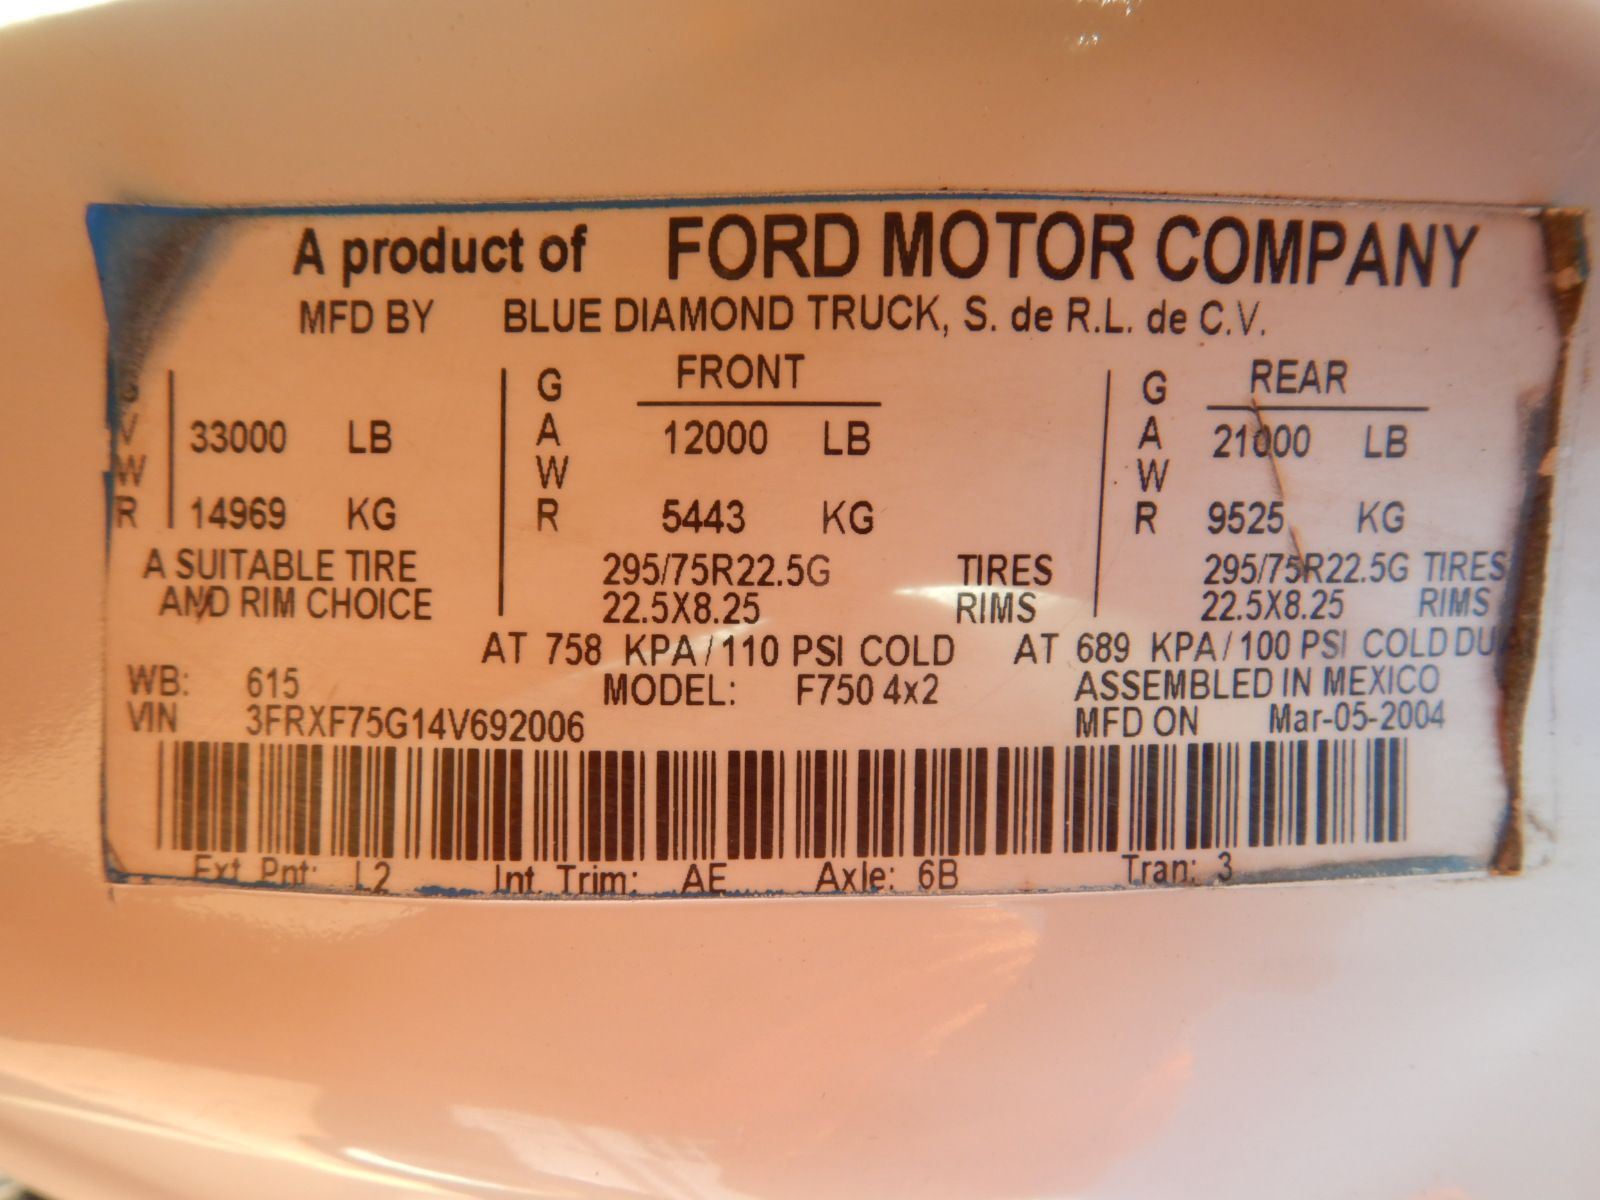 A product of FORD MOTOR COMPANY
MFD BY BLUE DIAMOND TRUCK, S. de R.L. de C.V.
GVWR 33000 LB 14969 KG
GAWR FRONT 12000 LB 5443 KG
GAWR REAR 21000 LB 9525 KG
A SUITABLE TIRE 295/75R22.5G TIRES 295/75R22.5G TIRES
AND RIM CHOICE 22.5X8.25 RIMS 22.5X8.25 RIMS
AT 758 KPA/110 PSI COLD AT 689 KPA/100 PSI COLD
WB: 615 MODEL: F750 4x2 ASSEMBLED IN MEXICO
VIN 3FRXF75G14V692006 MFD ON Mar-05-2004
Ext Pnt: L2 Int Trim: AE Axle: 6B Tran: 3